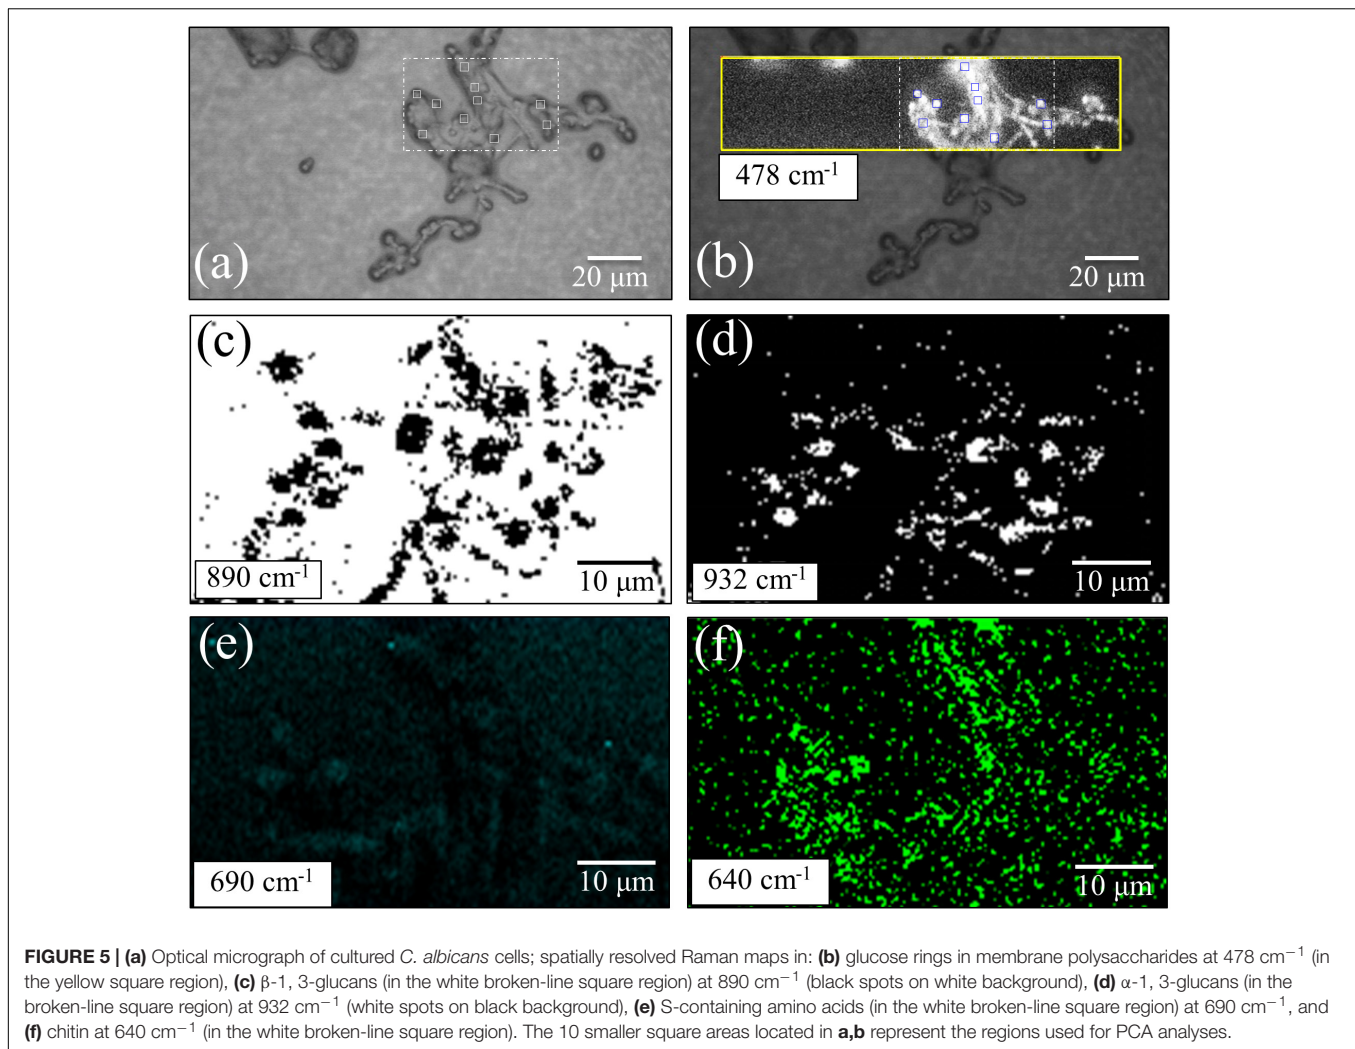 (a)
20 μm
478 cm-1
(b)
20 μm
(c)
890 cm-1
10 μm
(d)
932 cm-1
10 μm
(e)
690 cm-1
10 μm
(f)
640 cm-1
10 μm
FIGURE 5 | (a) Optical micrograph of cultured C. albicans cells; spatially resolved Raman maps in: (b) glucose rings in membrane polysaccharides at 478 cm−1 (in
the yellow square region), (c) β-1, 3-glucans (in the white broken-line square region) at 890 cm−1 (black spots on white background), (d) α-1, 3-glucans (in the
broken-line square region) at 932 cm−1 (white spots on black background), (e) S-containing amino acids (in the white broken-line square region) at 690 cm−1, and
(f) chitin at 640 cm−1 (in the white broken-line square region). The 10 smaller square areas located in a,b represent the regions used for PCA analyses.